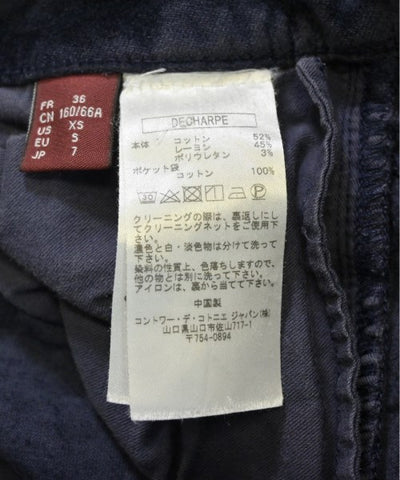 FR 36
CN 160/66A
US XS
EU S
JP 7
DECHARPE
本体 コットン 52%
レーヨン 45%
ポリウレタン 3%
ポケット袋
コットン 100%
30
P
クリーニングの際は、裏返しにし
てクリーニングネットをご使用下
さい。
濃色と白・淡色物は分けて洗って
下さい。
染料の性質上、色落ちしますので、
他の物とは別に洗って下さい。
アイロンは、裏から当てて下さい。
中国製
コントワー・デ・コトニエ ジャパン(株)
山口県山口市佐山717-1
〒754-0894